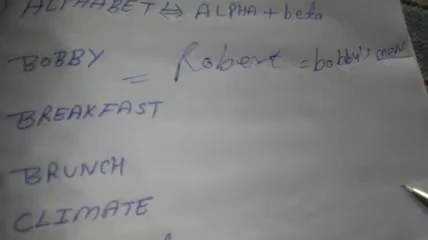 ALPHABET ⇔ ALPHA + beta
BOBBY = Robert = bobby's
BREAKFAST
BRUNCH
CLIMATE